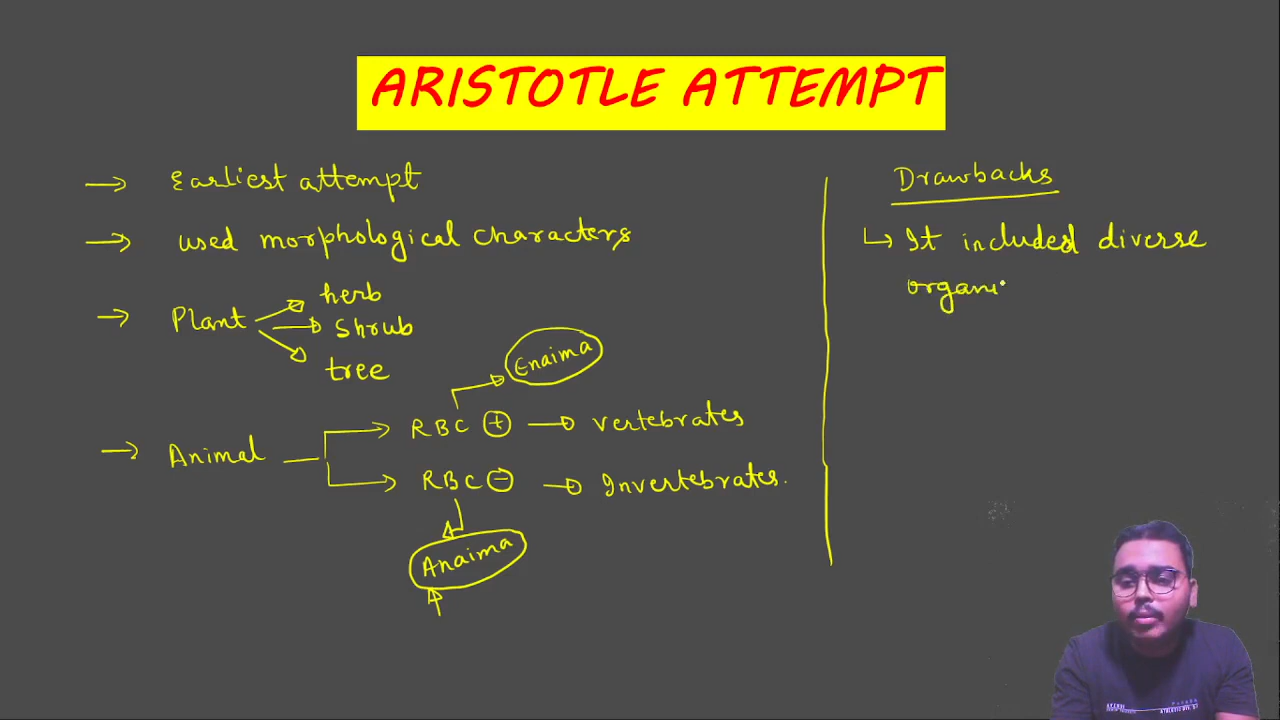 ARISTOTLE ATTEMPT
→ Earliest attempt
→ used morphological characters
→ Plant → herb
→ Shrub
→ tree
→ Animal → RBC + → vertebrates
Enaima
→ RBC - → Invertebrates.
Anaima
Drawbacks
↳ It included diverse
organi